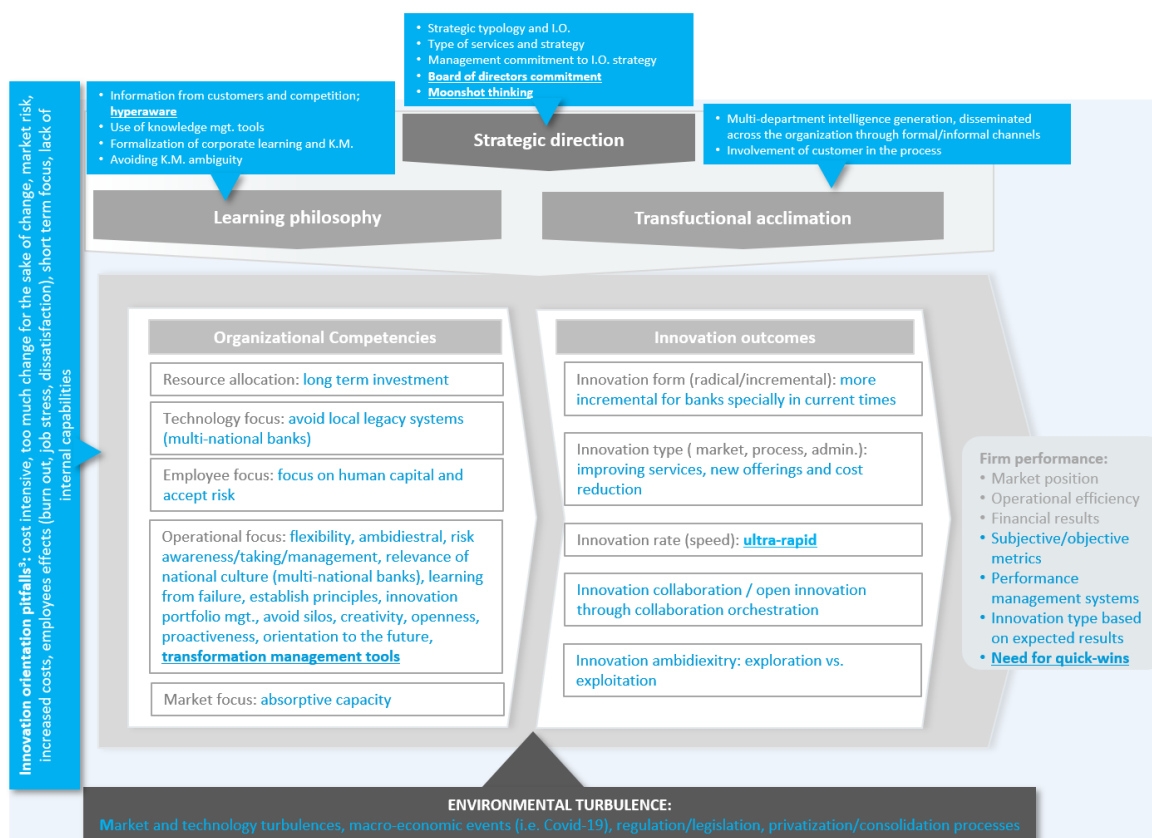 • Strategic typology and I.O.
• Type of services and strategy
• Management commitment to I.O. strategy
• Board of directors commitment
• Moonshot thinking
• Information from customers and competition;
hyperaware
• Use of knowledge mgt. tools
• Formalization of corporate learning and K.M.
• Avoiding K.M. ambiguity
• Multi-department intelligence generation, disseminated
across the organization through formal/informal channels
• Involvement of customer in the process
Strategic direction
Learning philosophy
Transfuctional acclimation
Innovation orientation pitfalls³: cost intensive, too much change for the sake of change, market risk,
increased costs, employees effects (burn out, job stress, dissatisfaction), short term focus, lack of
internal capabilities
Organizational Competencies
Resource allocation: long term investment
Technology focus: avoid local legacy systems
(multi-national banks)
Employee focus: focus on human capital and
accept risk
Operational focus: flexibility, ambidiestral, risk
awareness/taking/management, relevance of
national culture (multi-national banks), learning
from failure, establish principles, innovation
portfolio mgt., avoid silos, creativity, openness,
proactiveness, orientation to the future,
transformation management tools
Market focus: absorptive capacity
Innovation outcomes
Innovation form (radical/incremental): more
incremental for banks specially in current times
Innovation type ( market, process, admin.):
improving services, new offerings and cost
reduction
Innovation rate (speed): ultra-rapid
Innovation collaboration / open innovation
through collaboration orchestration
Innovation ambidiexitry: exploration vs.
exploitation
Firm performance:
• Market position
• Operational efficiency
• Financial results
• Subjective/objective
metrics
• Performance
management systems
• Innovation type based
on expected results
• Need for quick-wins
ENVIRONMENTAL TURBULENCE:
Market and technology turbulences, macro-economic events (i.e. Covid-19), regulation/legislation, privatization/consolidation processes